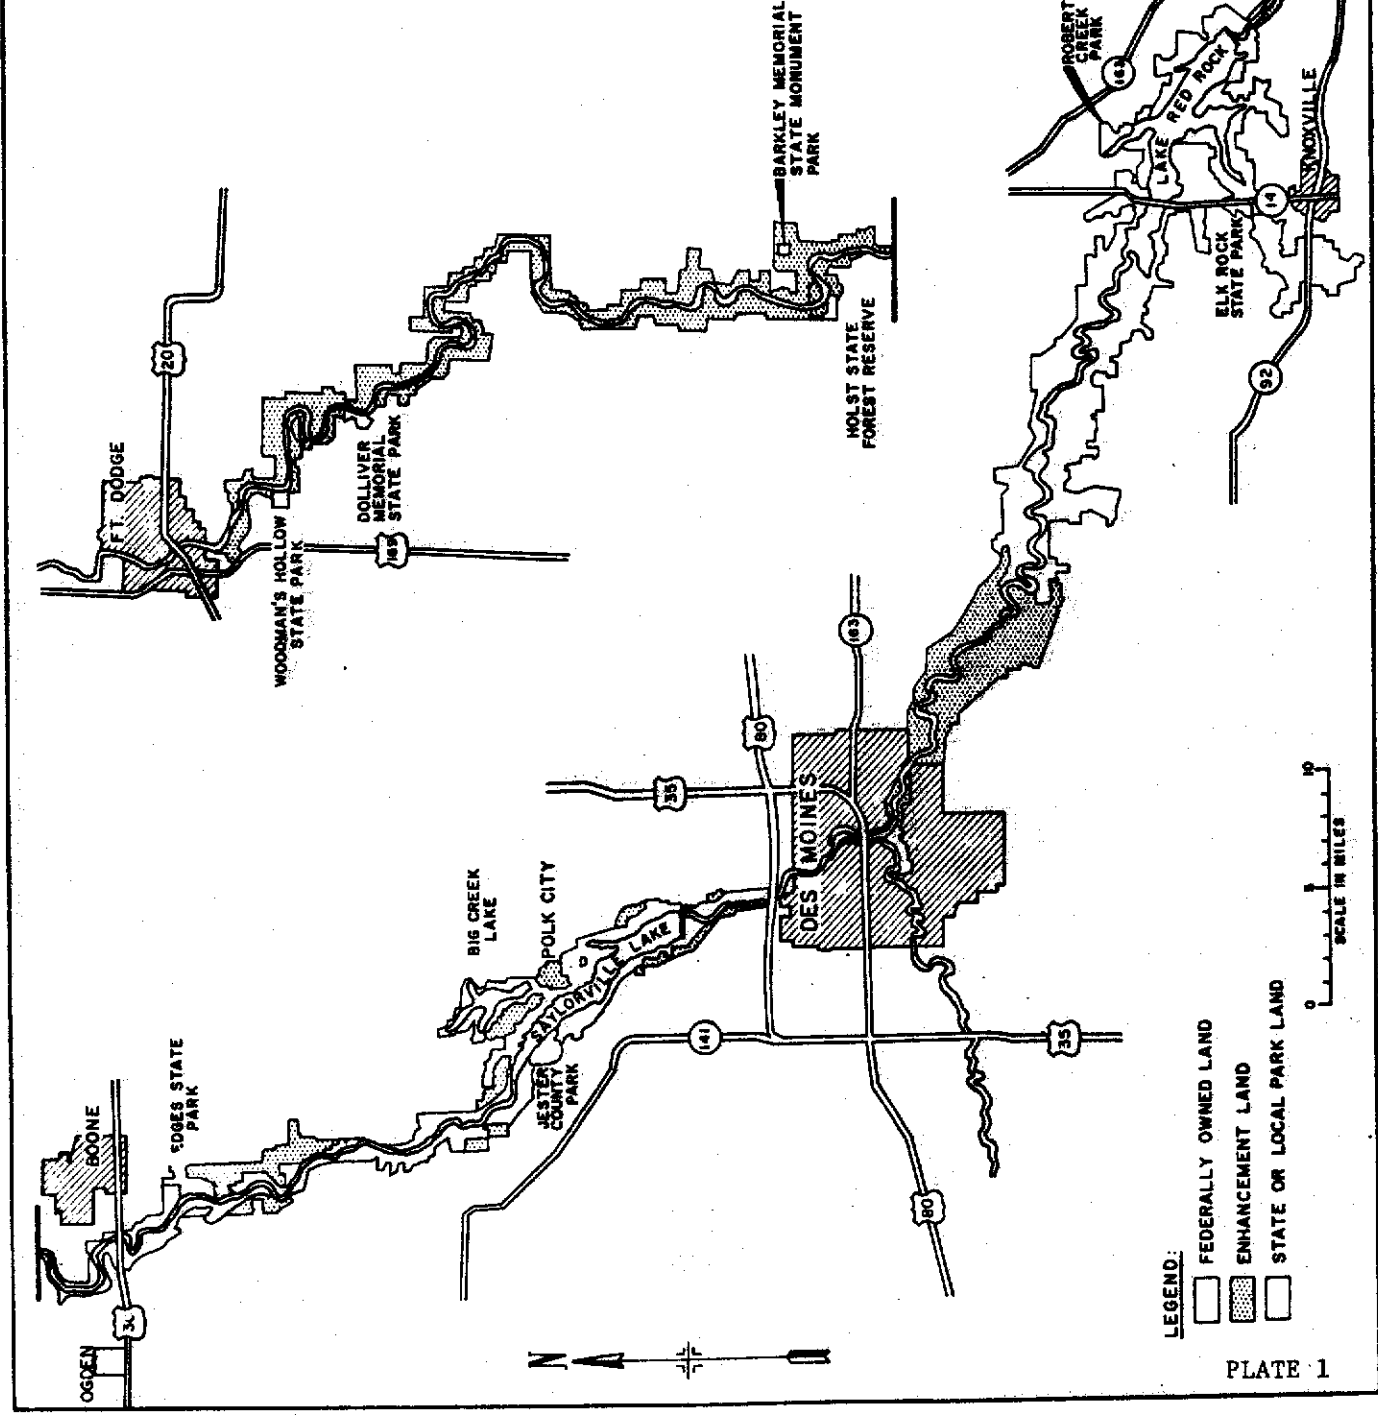 ROBERT
CREEK
PARK
163
LAKE RED ROCK
KNOXVILLE
14
ELK ROCK
STATE PARK
92
BARKLEY MEMORIAL
STATE MONUMENT
PARK
HOLST STATE
FOREST RESERVE
20
FT. DODGE
DOLLIVER
MEMORIAL
STATE PARK
169
WOODMAN'S HOLLOW
STATE PARK
163
80
35
DES MOINES
BIG CREEK
LAKE
POLK CITY
SAYLORVILLE LAKE
JESTER
COUNTY
PARK
141
35
80
BOONE
EDGES STATE
PARK
30
OGDEN
N
0 5 10
SCALE IN MILES
LEGEND:
FEDERALLY OWNED LAND
ENHANCEMENT LAND
STATE OR LOCAL PARK LAND
PLATE 1